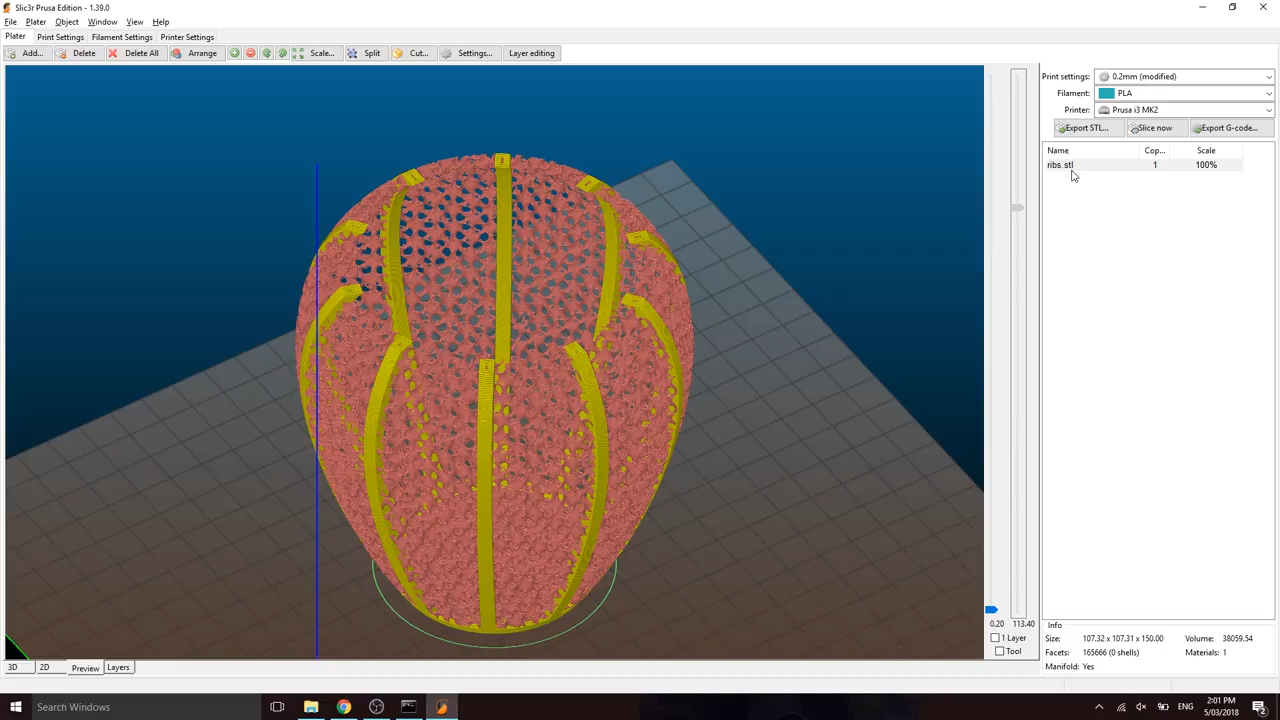 Slic3r Prusa Edition - 1.39.0
File Plater Object Window View Help
Plater Print Settings Filament Settings Printer Settings
Add... Delete Delete All Arrange Scale... Split Cut... Settings... Layer editing
Print settings: 0.2mm (modified)
Filament: PLA
Printer: Prusa i3 MK2
Export STL... Slice now Export G-code...
Name Cop... Scale
ribs.stl 1 100%
0.20 113.40
1 Layer
Tool
Info
Size: 107.32 x 107.31 x 150.00 Volume: 38059.54
Facets: 165666 (0 shells) Materials: 1
Manifold: Yes
3D 2D Preview Layers
Search Windows
ENG
2:01 PM
5/03/2018
2